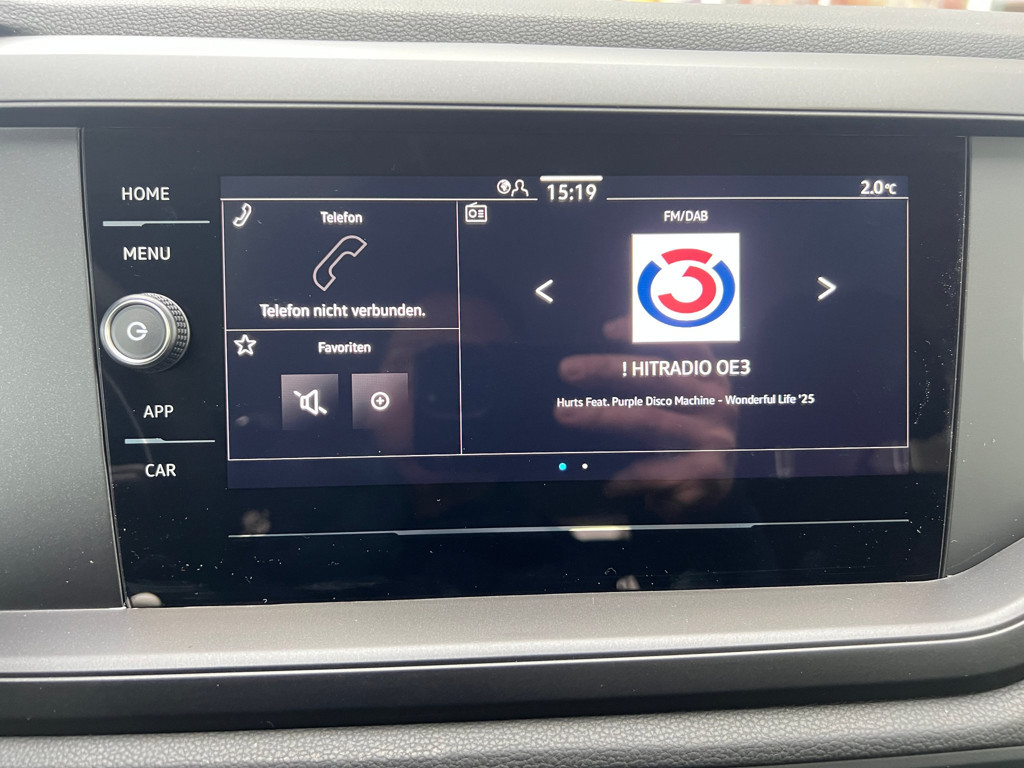 HOME
MENU
APP
CAR
15:19
2.0°C
Telefon
Telefon nicht verbunden.
Favoriten
FM/DAB
3
! HITRADIO OE3
Hurts Feat. Purple Disco Machine - Wonderful Life '25